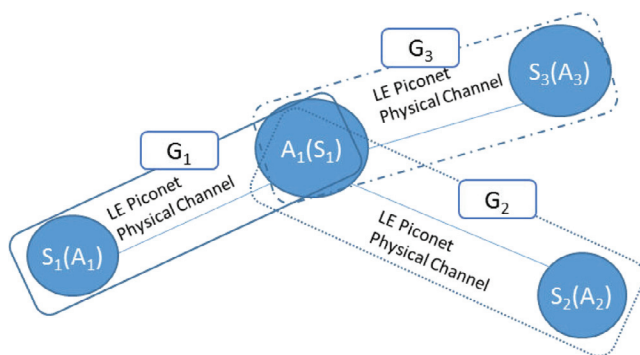 G₃
S₃(A₃)
LE Piconet
Physical Channel
A₁(S₁)
G₁
LE Piconet
Physical Channel
G₂
S₁(A₁)
LE Piconet
Physical Channel
S₂(A₂)